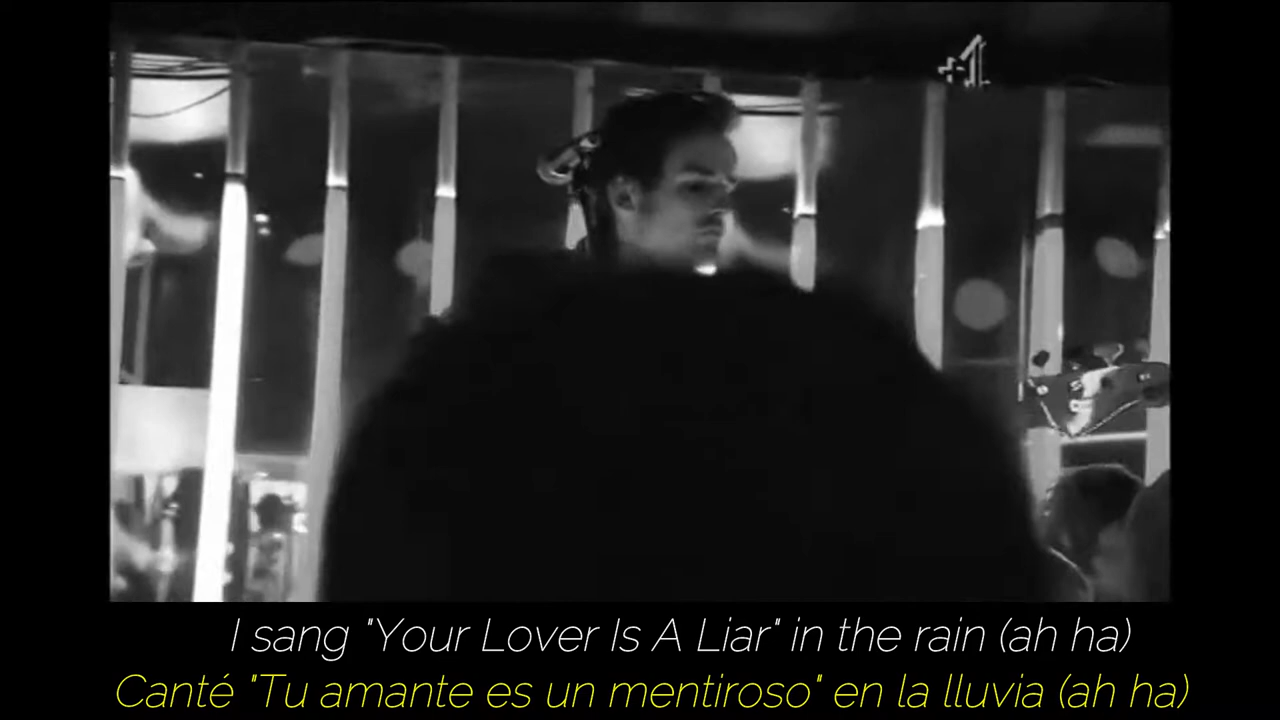 +1
I sang "Your Lover Is A Liar" in the rain (ah ha)
Canté "Tu amante es un mentiroso" en la lluvia (ah ha)